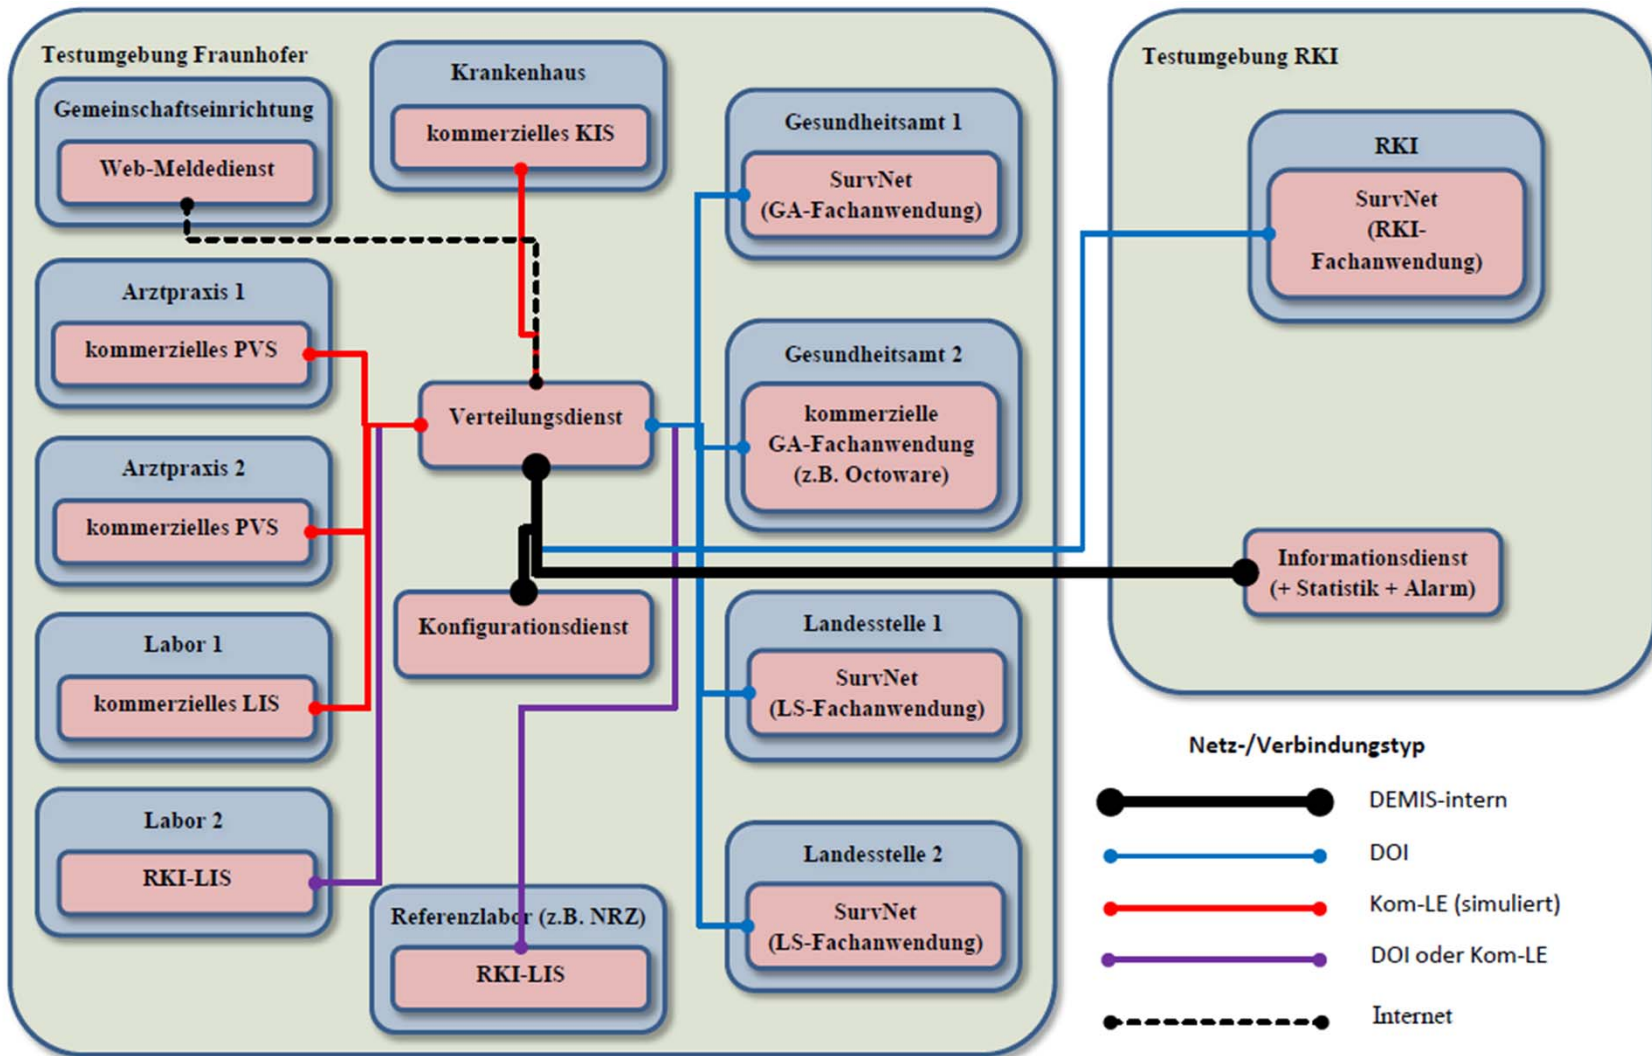 Testumgebung Fraunhofer
Gemeinschaftseinrichtung
Web-Meldedienst
Arztpraxis 1
kommerzielles PVS
Arztpraxis 2
kommerzielles PVS
Labor 1
kommerzielles LIS
Labor 2
RKI-LIS
Krankenhaus
kommerzielles KIS
Verteilungsdienst
Konfigurationsdienst
Referenzlabor (z.B. NRZ)
RKI-LIS
Gesundheitsamt 1
SurvNet
(GA-Fachanwendung)
Gesundheitsamt 2
kommerzielle
GA-Fachanwendung
(z.B. Octoware)
Landesstelle 1
SurvNet
(LS-Fachanwendung)
Landesstelle 2
SurvNet
(LS-Fachanwendung)
Testumgebung RKI
RKI
SurvNet
(RKI-
Fachanwendung)
Informationsdienst
(+ Statistik + Alarm)
Netz-/Verbindungstyp
DEMIS-intern
DOI
Kom-LE (simuliert)
DOI oder Kom-LE
Internet